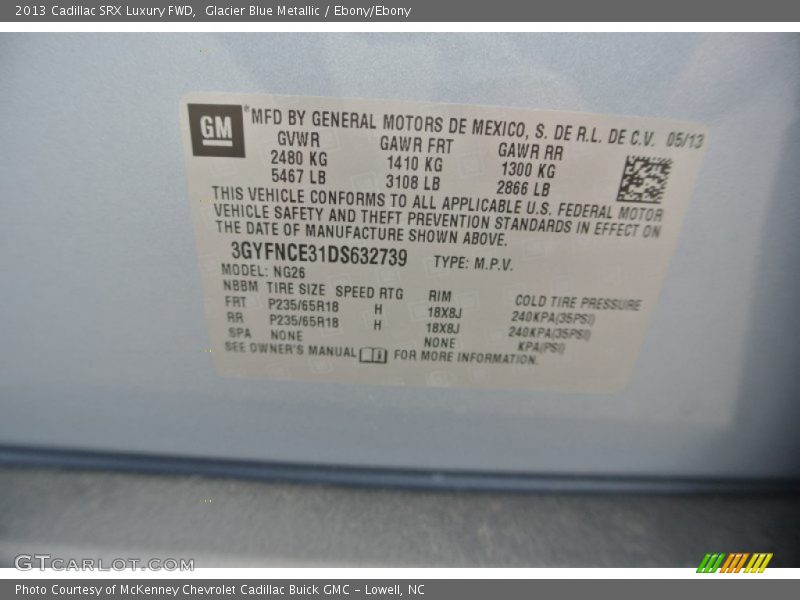 2013 Cadillac SRX Luxury FWD,  Glacier Blue Metallic / Ebony/Ebony
GM
*MFD BY GENERAL MOTORS DE MEXICO, S. DE R.L. DE C.V. 05/13
GVWR GAWR FRT GAWR RR
2480 KG 1410 KG 1300 KG
5467 LB 3108 LB 2866 LB
THIS VEHICLE CONFORMS TO ALL APPLICABLE U.S. FEDERAL MOTOR
VEHICLE SAFETY AND THEFT PREVENTION STANDARDS IN EFFECT ON
THE DATE OF MANUFACTURE SHOWN ABOVE.
3GYFNCE31DS632739 TYPE: M.P.V.
MODEL: NG26
NBBM TIRE SIZE SPEED RTG RIM COLD TIRE PRESSURE
FRT P235/65R18 H 18X8J 240KPA(35PSI)
RR P235/65R18 H 18X8J 240KPA(35PSI)
SPA NONE NONE KPA(PSI)
SEE OWNER'S MANUAL FOR MORE INFORMATION.
GTCARLOT.COM
Photo Courtesy of McKenney Chevrolet Cadillac Buick GMC - Lowell, NC